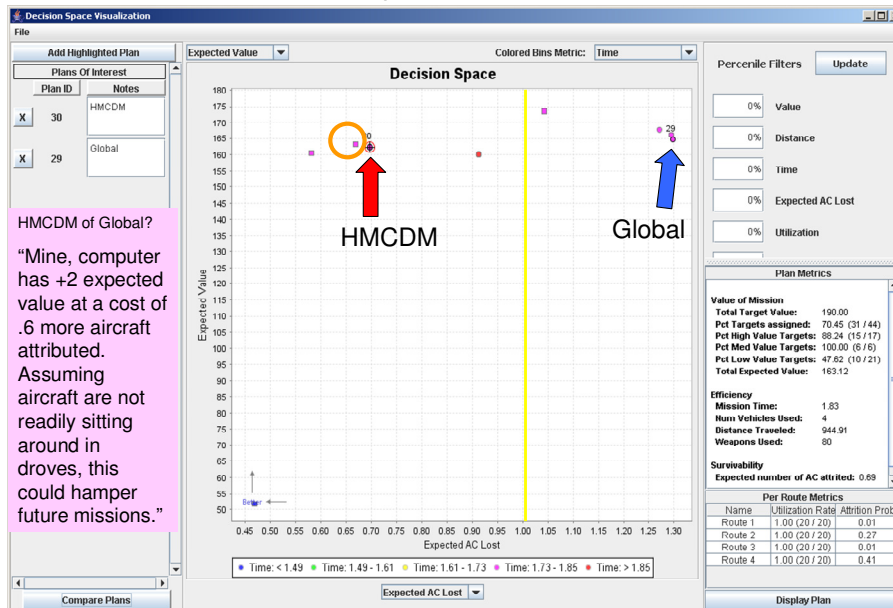 Decision Space Visualization
File
Add Highlighted Plan
Plans Of Interest
Plan ID Notes
X 30 HMCDM
X 29 Global
HMCDM of Global?
“Mine, computer
has +2 expected
value at a cost of
.6 more aircraft
attributed.
Assuming
aircraft are not
readily sitting
around in
droves, this
could hamper
future missions.”
Compare Plans
Expected Value
Colored Bins Metric: Time
Decision Space
Expected Value
180
175
170
165
160
155
150
145
140
135
130
125
120
115
110
105
100
95
90
85
80
75
70
65
60
55
50
29
HMCDM
Global
Better
0.45 0.50 0.55 0.60 0.65 0.70 0.75 0.80 0.85 0.90 0.95 1.00 1.05 1.10 1.15 1.20 1.25 1.30
Expected AC Lost
Time: < 1.49 Time: 1.49 - 1.61 Time: 1.61 - 1.73 Time: 1.73 - 1.85 Time: > 1.85
Expected AC Lost
Percenile Filters Update
0% Value
0% Distance
0% Time
0% Expected AC Lost
0% Utilization
Plan Metrics
Value of Mission
Total Target Value: 190.00
Pct Targets assigned: 70.45 (31 / 44)
Pct High Value Targets: 88.24 (15 / 17)
Pct Med Value Targets: 100.00 (6 / 6)
Pct Low Value Targets: 47.62 (10 / 21)
Total Expected Value: 163.12
Efficiency
Mission Time: 1.83
Num Vehicles Used: 4
Distance Traveled: 944.91
Weapons Used: 80
Survivability
Expected number of AC attrited: 0.69
Per Route Metrics
Name Utilization Rate Attrition Prob
Route 1 1.00 (20 / 20) 0.01
Route 2 1.00 (20 / 20) 0.27
Route 3 1.00 (20 / 20) 0.01
Route 4 1.00 (20 / 20) 0.41
Display Plan